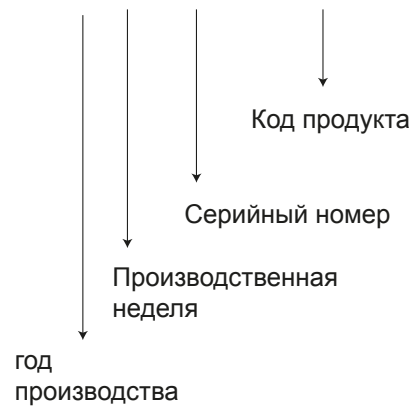 Код продукта
Серийный номер
Производственная
неделя
год
производства